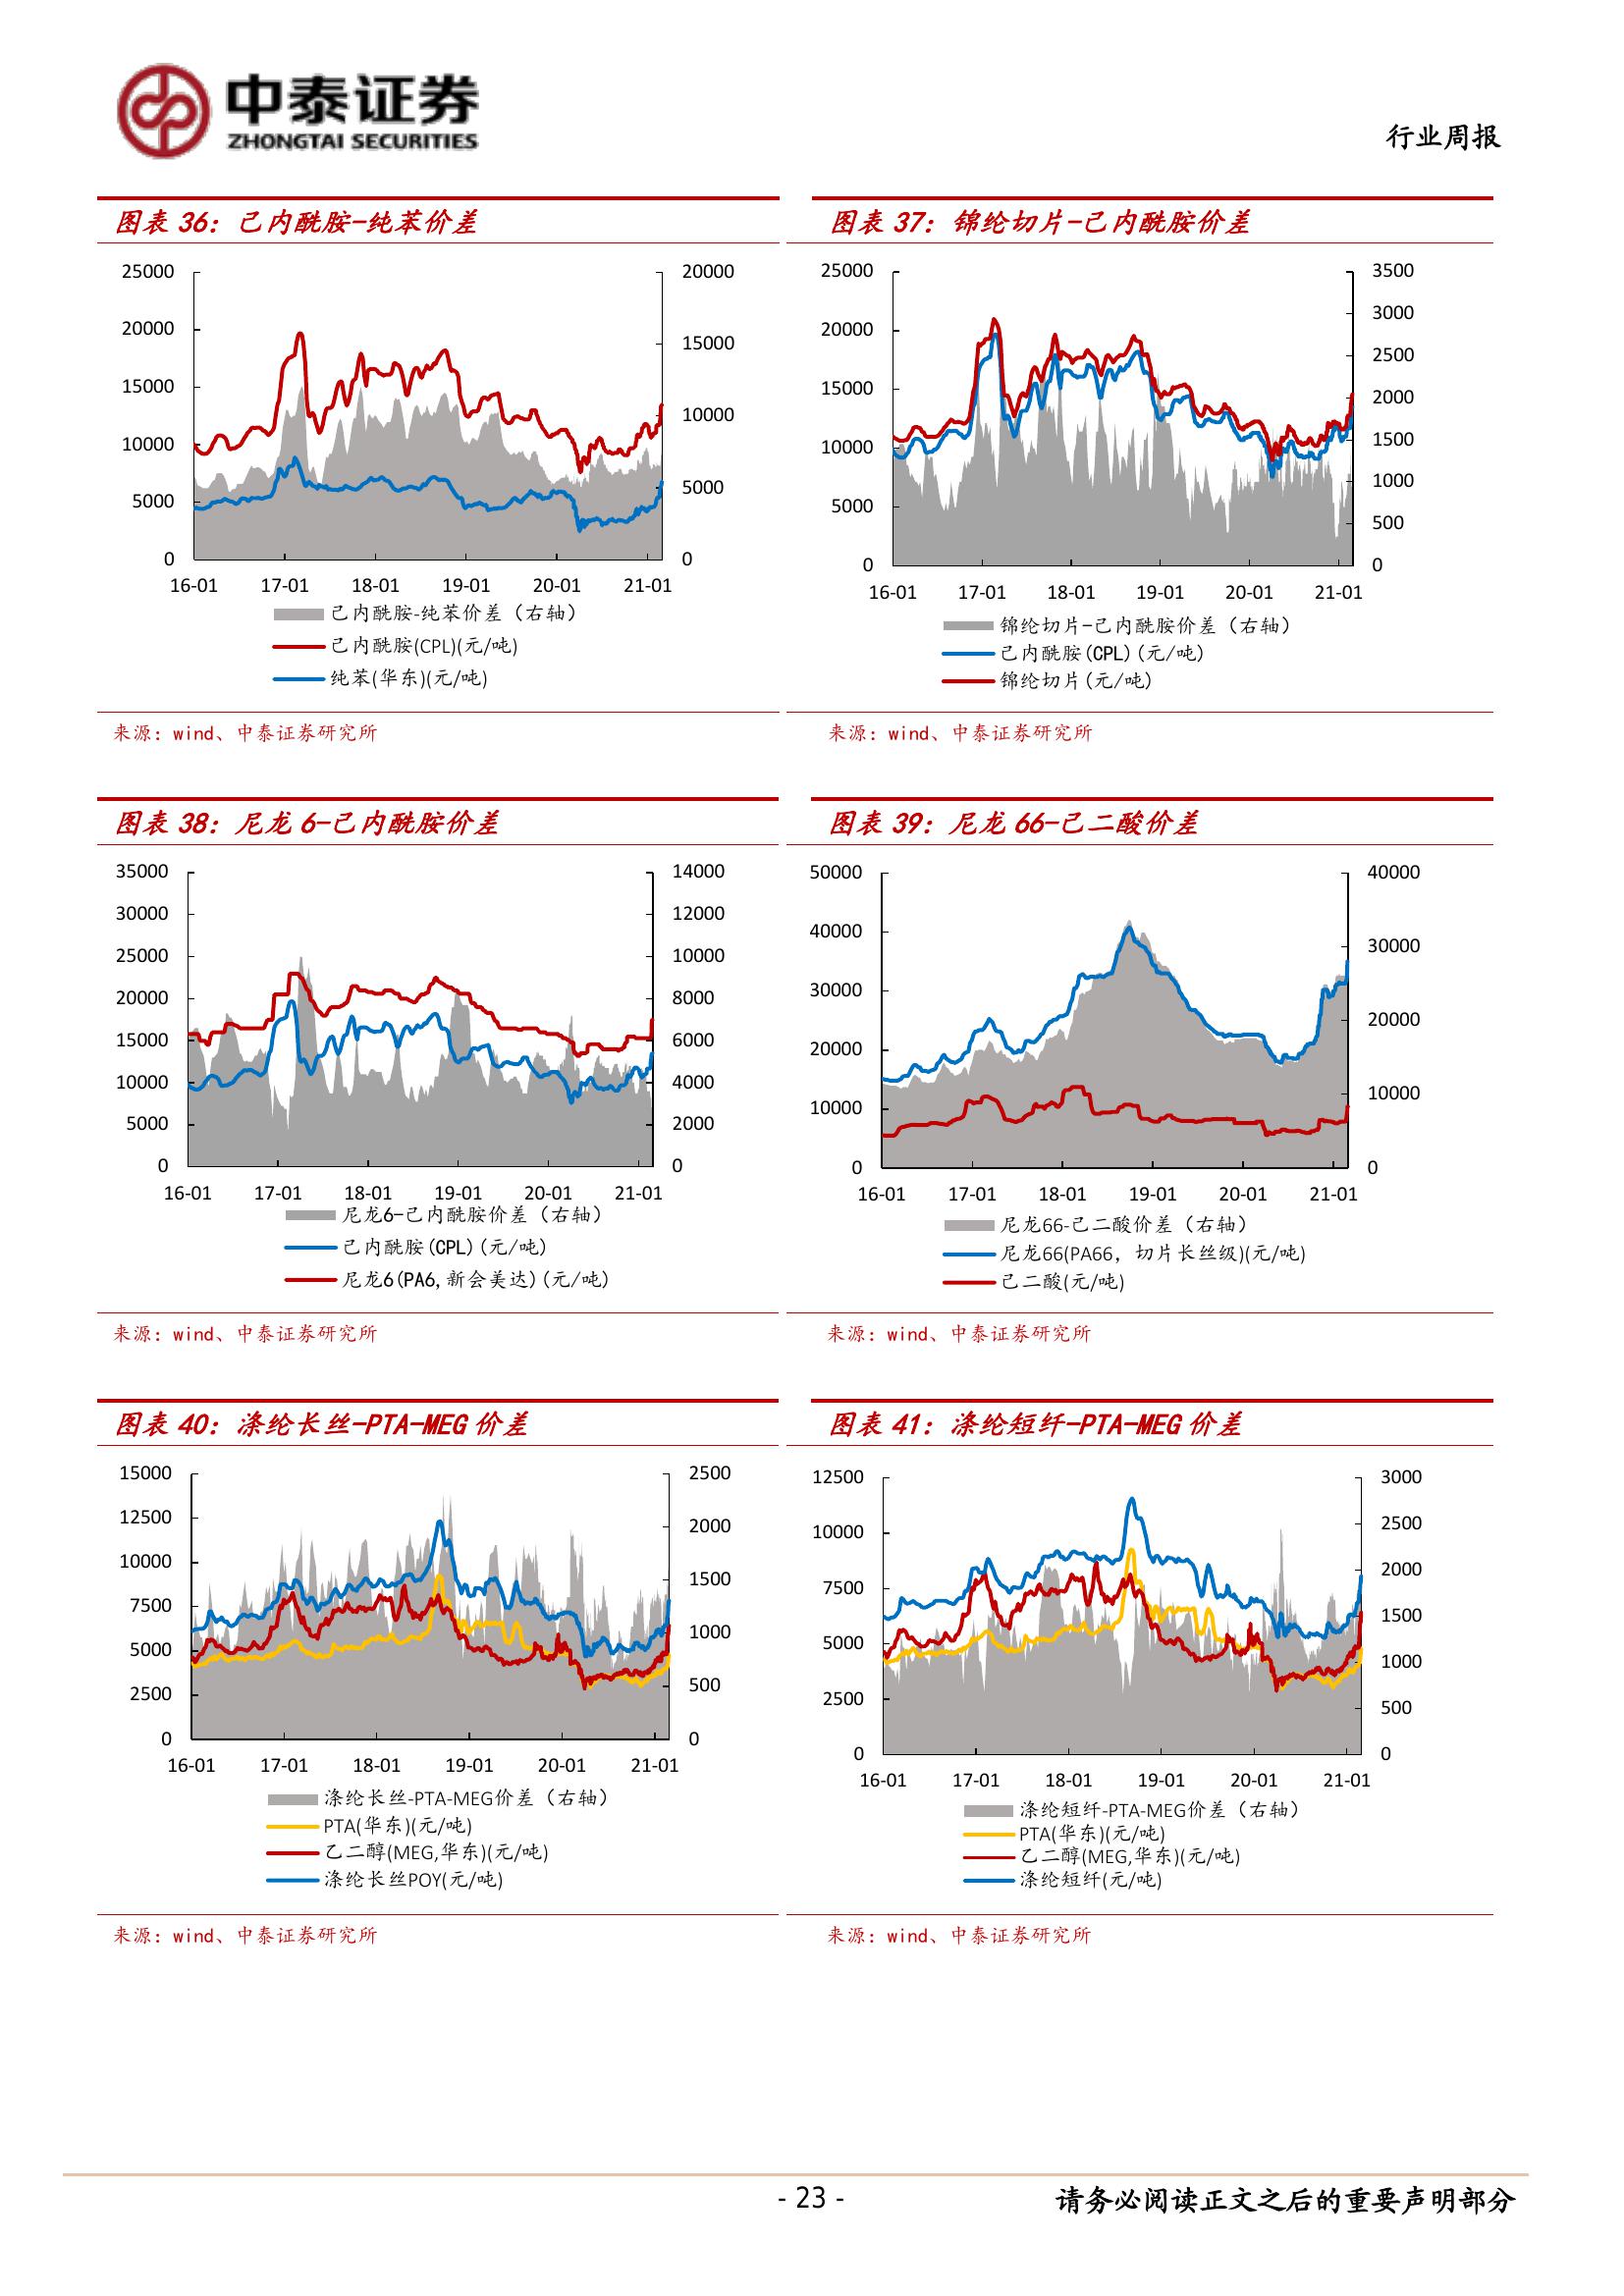 中泰证券
ZHONGTAI SECURITIES
行业周报
图表 36：己内酰胺-纯苯价差
25000
20000
15000
10000
5000
0
20000
15000
10000
5000
0
16-01 17-01 18-01 19-01 20-01 21-01
己内酰胺-纯苯价差（右轴）
己内酰胺(CPL)(元/吨)
纯苯(华东)(元/吨)
来源：wind、中泰证券研究所
图表 37：锦纶切片-己内酰胺价差
25000
20000
15000
10000
5000
0
3500
3000
2500
2000
1500
1000
500
0
16-01 17-01 18-01 19-01 20-01 21-01
锦纶切片-己内酰胺价差（右轴）
己内酰胺(CPL)(元/吨)
锦纶切片(元/吨)
来源：wind、中泰证券研究所
图表 38：尼龙 6-己内酰胺价差
35000
30000
25000
20000
15000
10000
5000
0
14000
12000
10000
8000
6000
4000
2000
0
16-01 17-01 18-01 19-01 20-01 21-01
尼龙6-己内酰胺价差（右轴）
己内酰胺(CPL)(元/吨)
尼龙6(PA6,新会美达)(元/吨)
来源：wind、中泰证券研究所
图表 39：尼龙 66-己二酸价差
50000
40000
30000
20000
10000
0
40000
30000
20000
10000
0
16-01 17-01 18-01 19-01 20-01 21-01
尼龙66-己二酸价差（右轴）
尼龙66(PA66，切片长丝级)(元/吨)
己二酸(元/吨)
来源：wind、中泰证券研究所
图表 40：涤纶长丝-PTA-MEG 价差
15000
12500
10000
7500
5000
2500
0
2500
2000
1500
1000
500
0
16-01 17-01 18-01 19-01 20-01 21-01
涤纶长丝-PTA-MEG价差（右轴）
PTA(华东)(元/吨)
乙二醇(MEG,华东)(元/吨)
涤纶长丝POY(元/吨)
来源：wind、中泰证券研究所
图表 41：涤纶短纤-PTA-MEG 价差
12500
10000
7500
5000
2500
0
3000
2500
2000
1500
1000
500
0
16-01 17-01 18-01 19-01 20-01 21-01
涤纶短纤-PTA-MEG价差（右轴）
PTA(华东)(元/吨)
乙二醇(MEG,华东)(元/吨)
涤纶短纤(元/吨)
来源：wind、中泰证券研究所
- 23 -
请务必阅读正文之后的重要声明部分